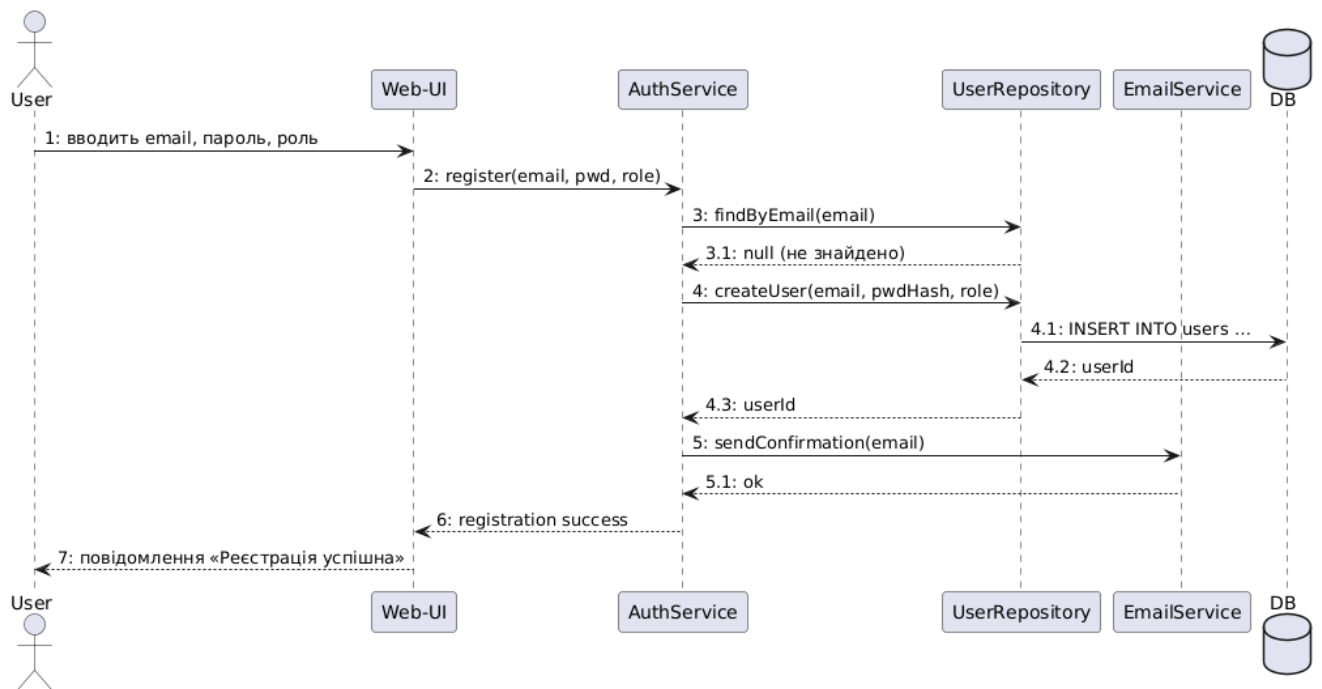 User
Web-UI
AuthService
UserRepository
EmailService
DB
1: вводить email, пароль, роль
2: register(email, pwd, role)
3: findByEmail(email)
3.1: null (не знайдено)
4: createUser(email, pwdHash, role)
4.1: INSERT INTO users ...
4.2: userId
4.3: userId
5: sendConfirmation(email)
5.1: ok
6: registration success
7: повідомлення «Реєстрація успішна»
User
Web-UI
AuthService
UserRepository
EmailService
DB